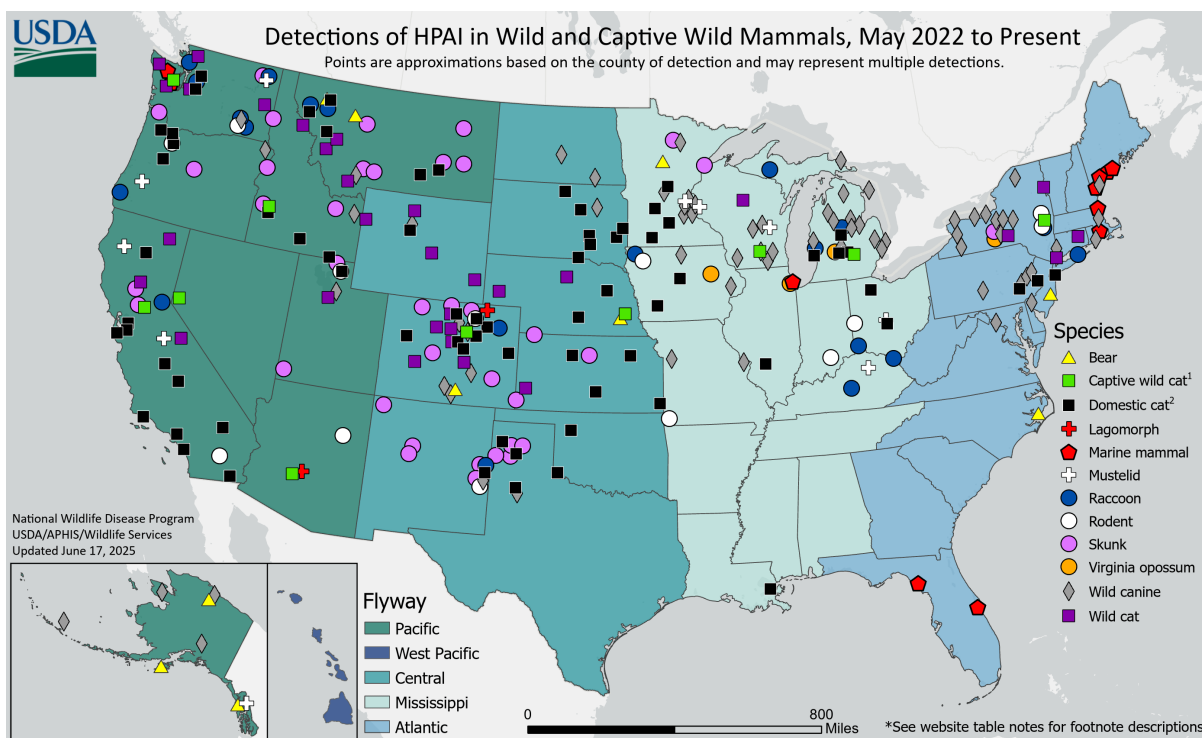 USDA
Detections of HPAI in Wild and Captive Wild Mammals, May 2022 to Present
Points are approximations based on the county of detection and may represent multiple detections.
Species
Bear
Captive wild cat1
Domestic cat2
Lagomorph
Marine mammal
Mustelid
Raccoon
Rodent
Skunk
Virginia opossum
Wild canine
Wild cat
National Wildlife Disease Program
USDA/APHIS/Wildlife Services
Updated June 17, 2025
Flyway
Pacific
West Pacific
Central
Mississippi
Atlantic
0 800
Miles
*See website table notes for footnote descriptions